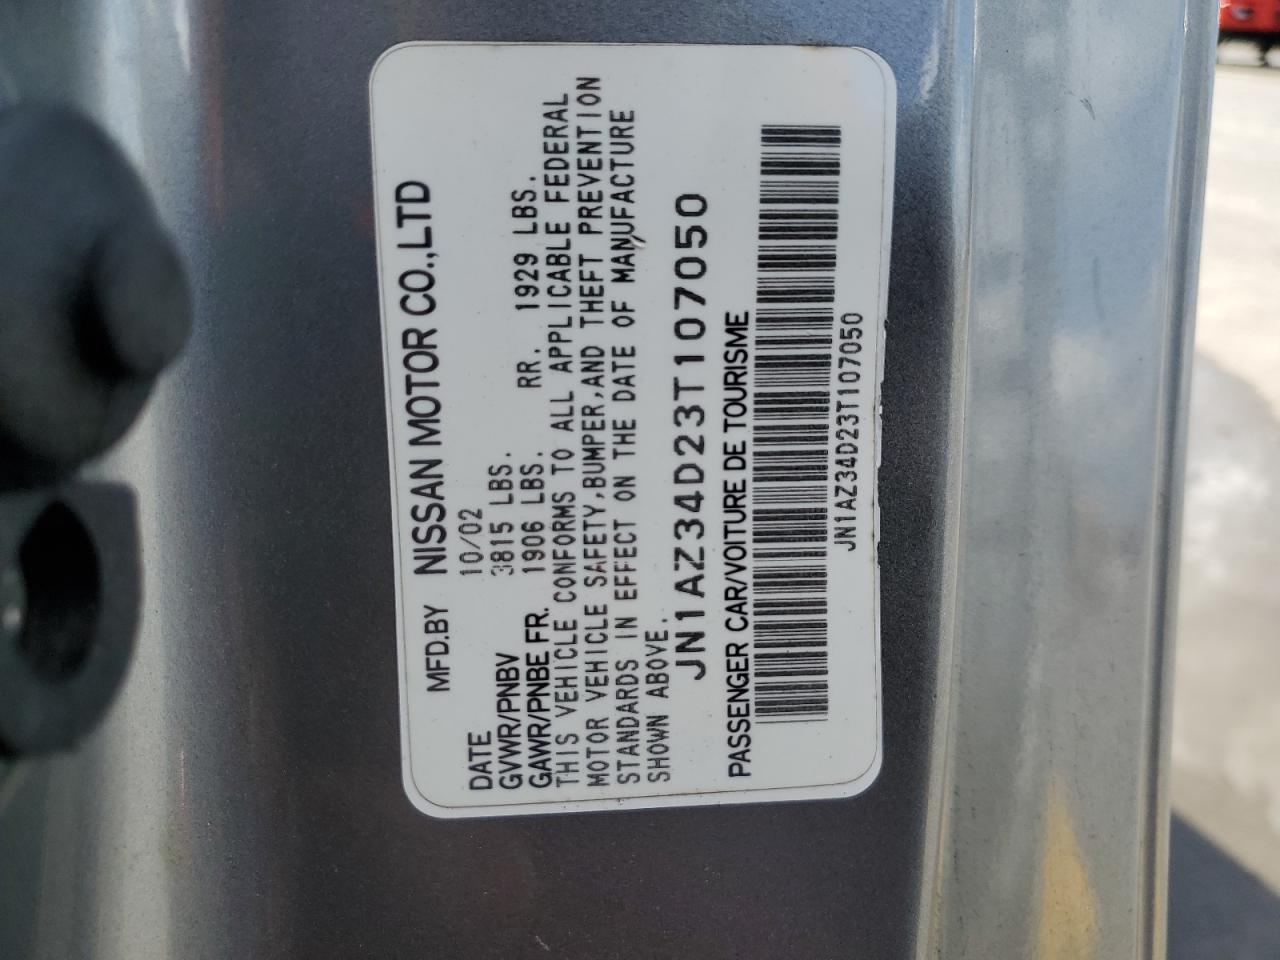 MFD.BY NISSAN MOTOR CO.,LTD
DATE 10/02
GVWR/PNBV 3815 LBS.
GAWR/PNBE FR. 1906 LBS. RR. 1929 LBS.
THIS VEHICLE CONFORMS TO ALL APPLICABLE FEDERAL
MOTOR VEHICLE SAFETY,BUMPER,AND THEFT PREVENTION
STANDARDS IN EFFECT ON THE DATE OF MANUFACTURE
SHOWN ABOVE.
JN1AZ34D23T107050
PASSENGER CAR/VOITURE DE TOURISME
JN1AZ34D23T107050